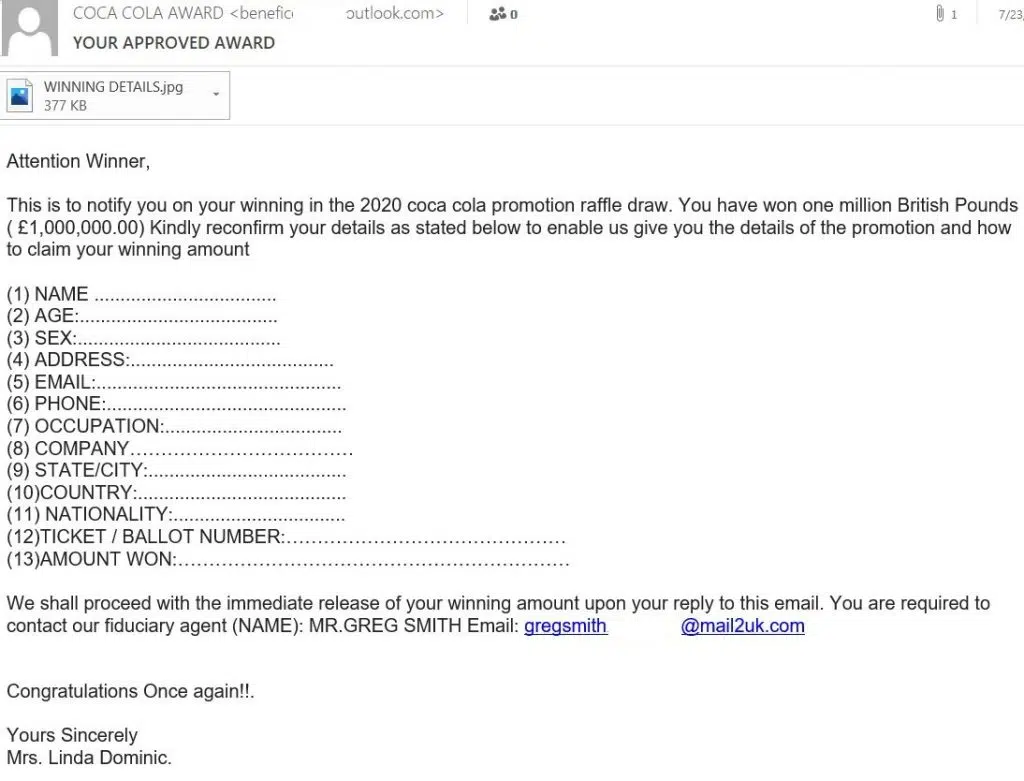 COCA COLA AWARD <benefic outlook.com> 0 1 7/23
YOUR APPROVED AWARD
WINNING DETAILS.jpg
377 KB
Attention Winner,
This is to notify you on your winning in the 2020 coca cola promotion raffle draw. You have won one million British Pounds
( £1,000,000.00) Kindly reconfirm your details as stated below to enable us give you the details of the promotion and how
to claim your winning amount
(1) NAME ...................................
(2) AGE:......................................
(3) SEX:.......................................
(4) ADDRESS:.......................................
(5) EMAIL:...............................................
(6) PHONE:..............................................
(7) OCCUPATION:..................................
(8) COMPANY………………………………
(9) STATE/CITY:......................................
(10)COUNTRY:........................................
(11) NATIONALITY:.................................
(12)TICKET / BALLOT NUMBER:………………………………………
(13)AMOUNT WON:………………………………………………………
We shall proceed with the immediate release of your winning amount upon your reply to this email. You are required to
contact our fiduciary agent (NAME): MR.GREG SMITH Email: gregsmith @mail2uk.com
Congratulations Once again!!.
Yours Sincerely
Mrs. Linda Dominic.